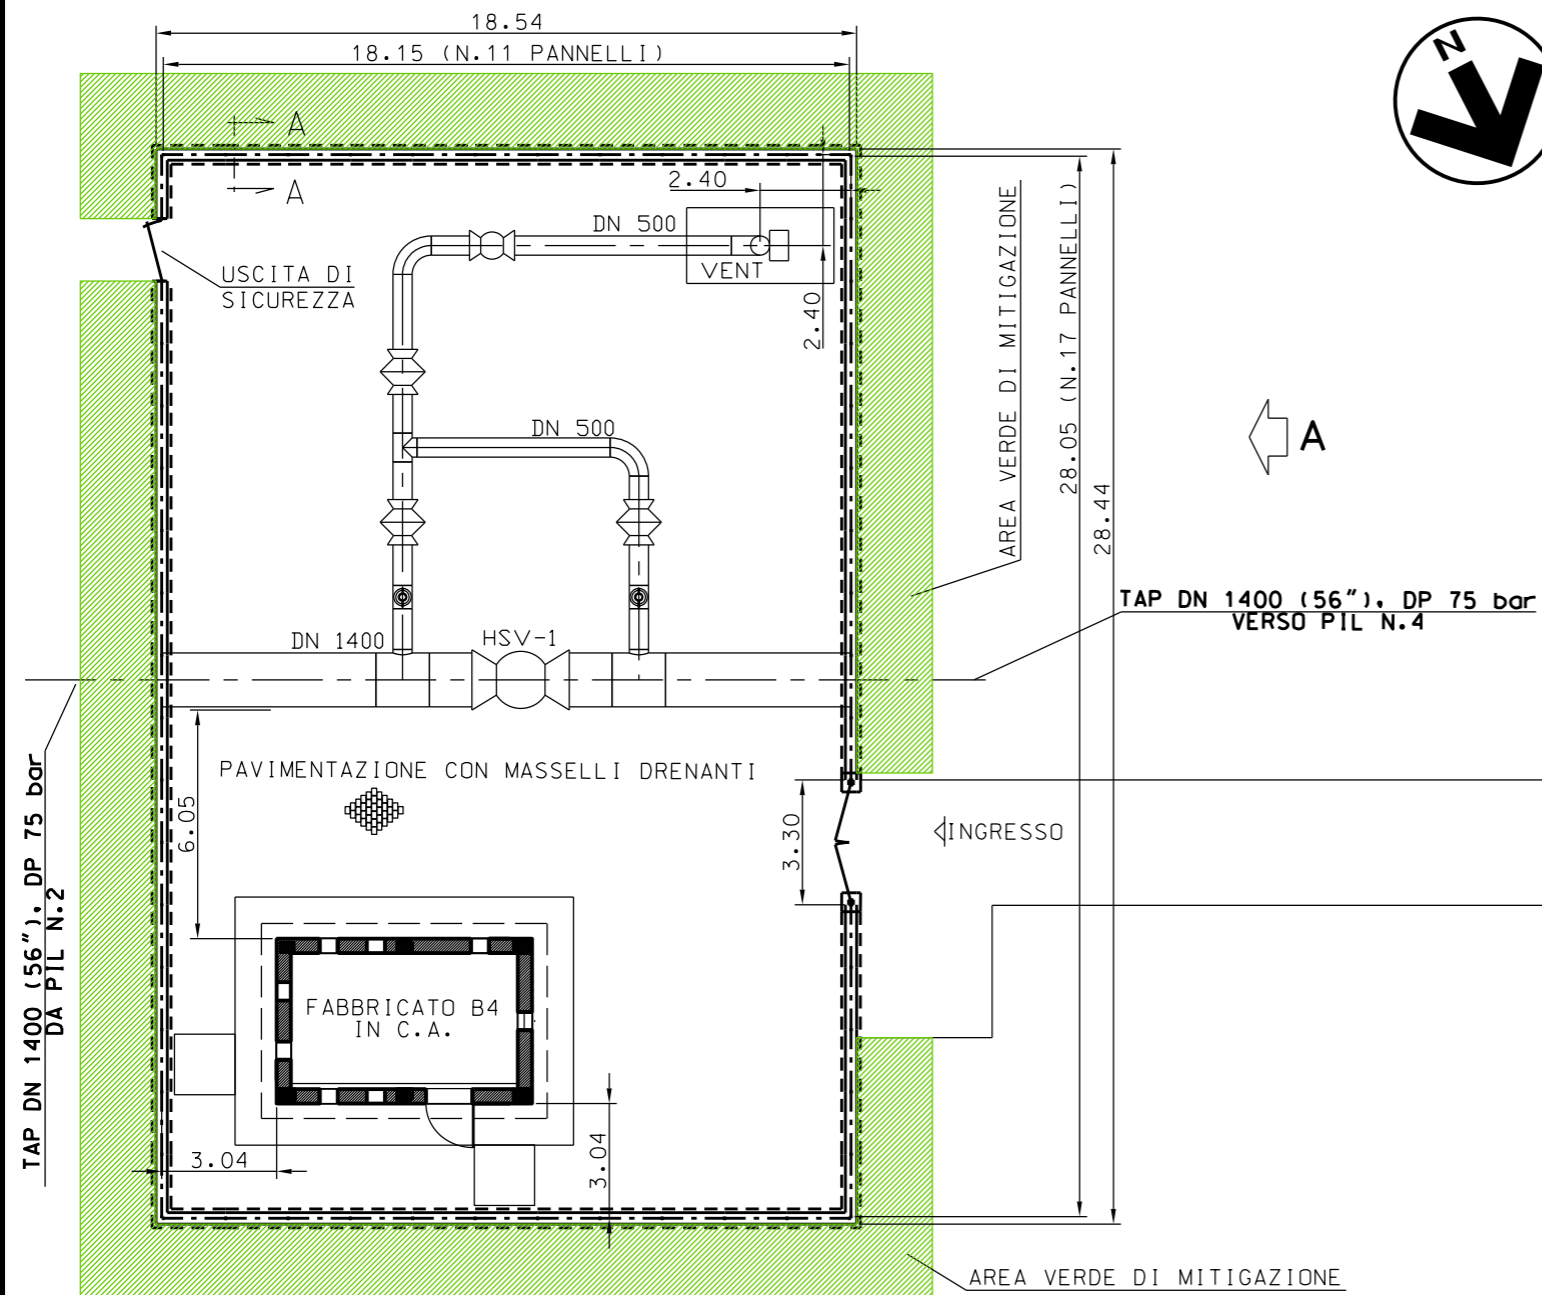 18.54
18.15 (N.11 PANNELLI)
N
A
A
2.40
DN 500
VENT
USCITA DI
SICUREZZA
2.40
AREA VERDE DI MITIGAZIONE
28.05 (N.17 PANNELLI)
28.44
DN 500
A
TAP DN 1400 (56"), DP 75 bar
VERSO PIL N.4
DN 1400
HSV-1
PAVIMENTAZIONE CON MASSELLI DRENANTI
6.05
3.30
INGRESSO
TAP DN 1400 (56"), DP 75 bar
DA PIL N.2
FABBRICATO B4
IN C.A.
3.04
3.04
AREA VERDE DI MITIGAZIONE